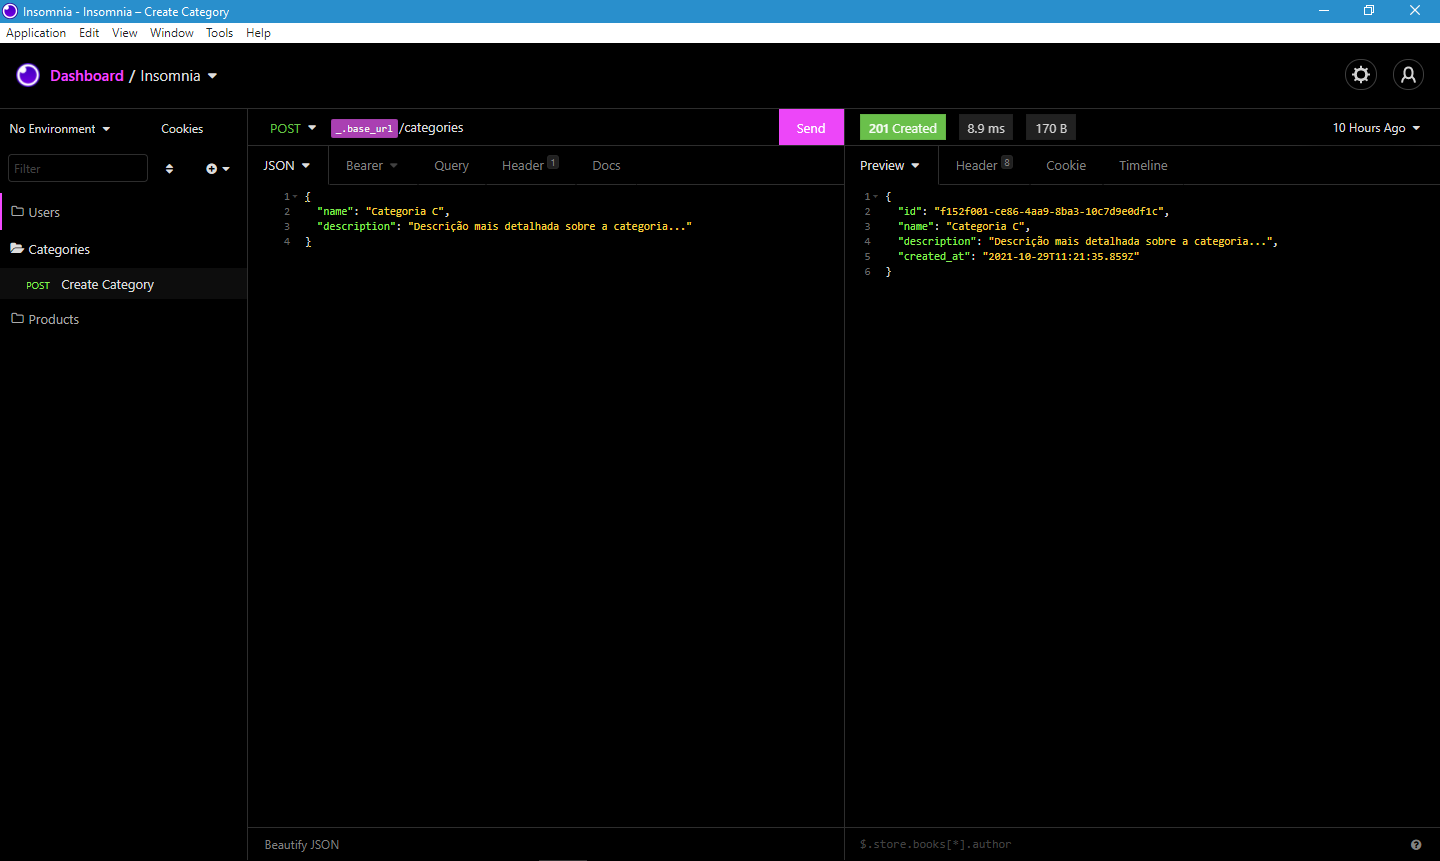 Insomnia - Insomnia – Create Category
Application Edit View Window Tools Help
Dashboard / Insomnia
No Environment Cookies
Filter
Users
Categories
POST Create Category
Products
POST _.base_url /categories Send
JSON Bearer Query Header 1 Docs
1 {
2 "name": "Categoria C",
3 "description": "Descrição mais detalhada sobre a categoria..."
4 }
Beautify JSON
201 Created 8.9 ms 170 B 10 Hours Ago
Preview Header 8 Cookie Timeline
1 {
2 "id": "f152f001-ce86-4aa9-8ba3-10c7d9e0df1c",
3 "name": "Categoria C",
4 "description": "Descrição mais detalhada sobre a categoria...",
5 "created_at": "2021-10-29T11:21:35.859Z"
6 }
$.store.books[*].author